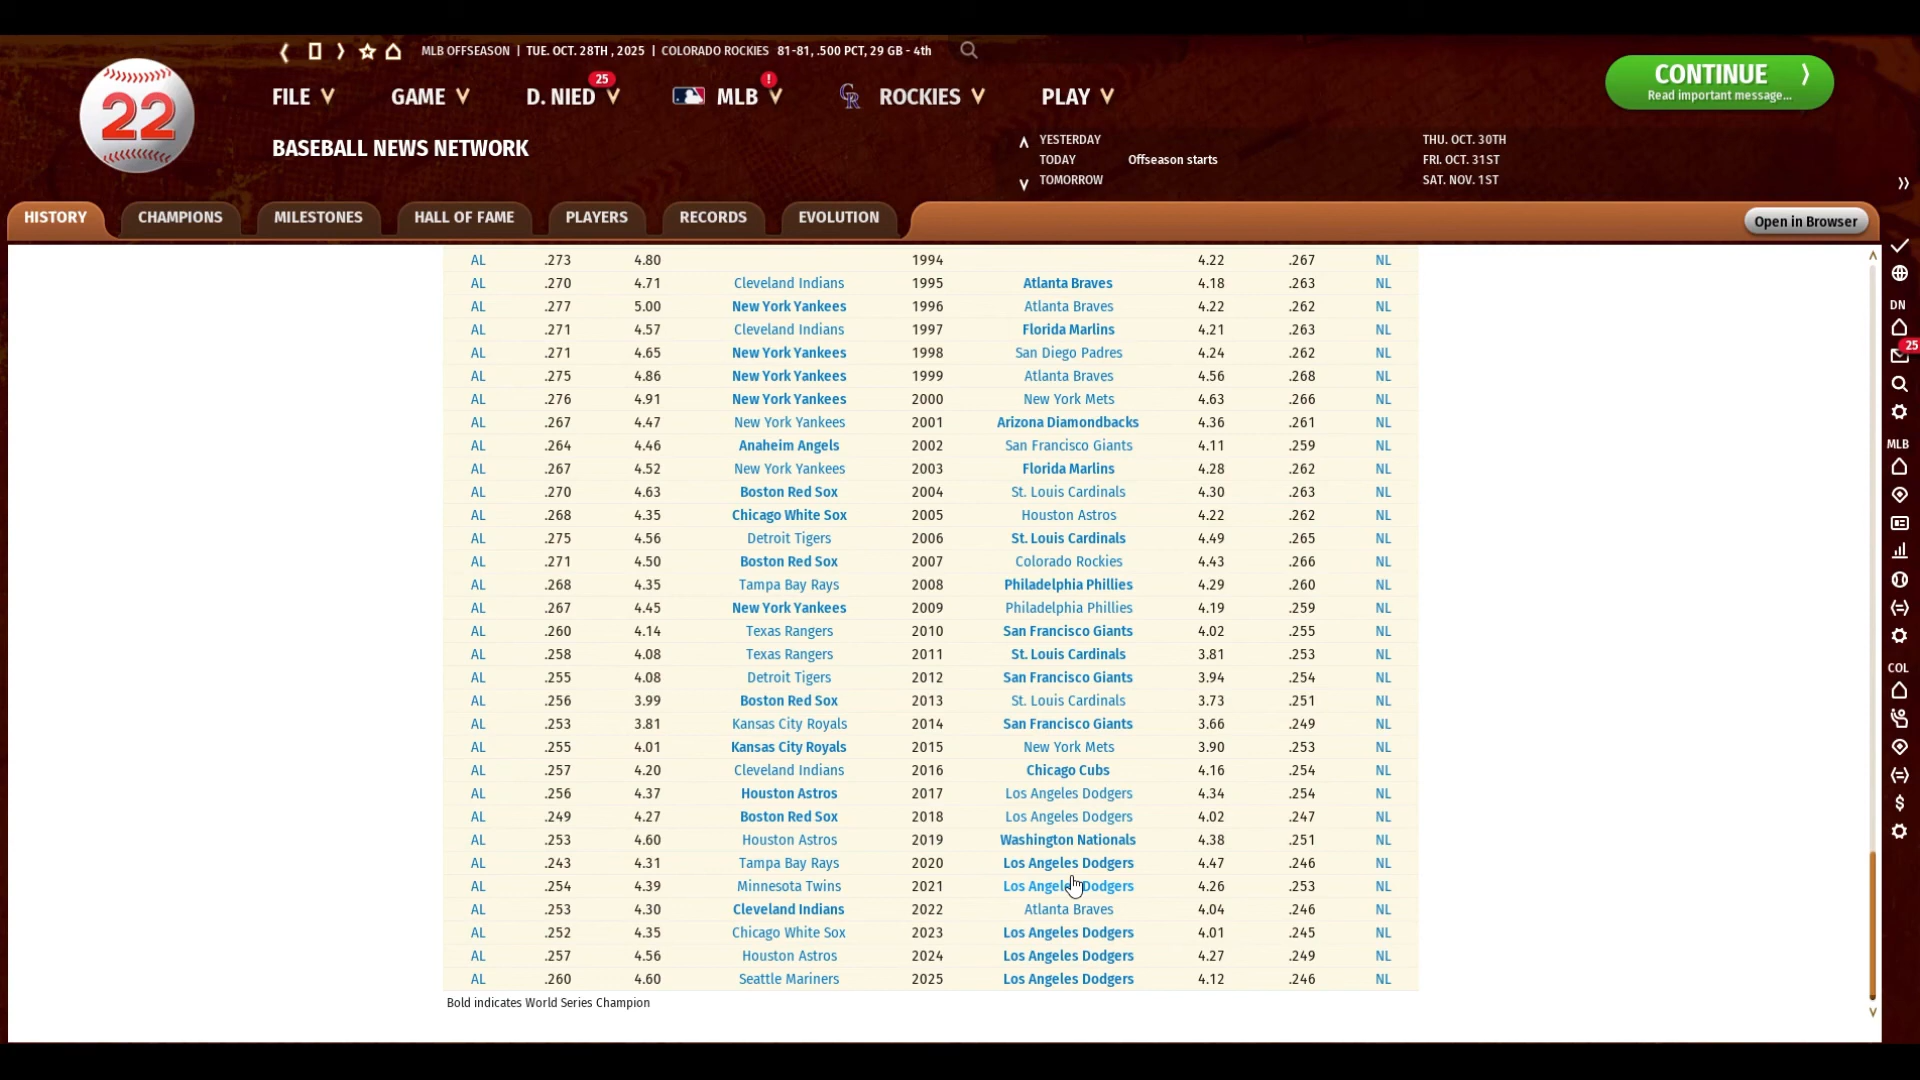 MLB OFFSEASON | TUE. OCT. 28TH , 2025 | COLORADO ROCKIES 81-81, .500 PCT, 29 GB - 4th
22
FILE
GAME
D. NIED 25
MLB !
CR ROCKIES
PLAY
CONTINUE
Read important message...
BASEBALL NEWS NETWORK
YESTERDAY
TODAY Offseason starts
TOMORROW
THU. OCT. 30TH
FRI. OCT. 31ST
SAT. NOV. 1ST
HISTORY CHAMPIONS MILESTONES HALL OF FAME PLAYERS RECORDS EVOLUTION Open in Browser
AL .273 4.80 1994 4.22 .267 NL
AL .270 4.71 Cleveland Indians 1995 Atlanta Braves 4.18 .263 NL
AL .277 5.00 New York Yankees 1996 Atlanta Braves 4.22 .262 NL
AL .271 4.57 Cleveland Indians 1997 Florida Marlins 4.21 .263 NL
AL .271 4.65 New York Yankees 1998 San Diego Padres 4.24 .262 NL
AL .275 4.86 New York Yankees 1999 Atlanta Braves 4.56 .268 NL
AL .276 4.91 New York Yankees 2000 New York Mets 4.63 .266 NL
AL .267 4.47 New York Yankees 2001 Arizona Diamondbacks 4.36 .261 NL
AL .264 4.46 Anaheim Angels 2002 San Francisco Giants 4.11 .259 NL
AL .267 4.52 New York Yankees 2003 Florida Marlins 4.28 .262 NL
AL .270 4.63 Boston Red Sox 2004 St. Louis Cardinals 4.30 .263 NL
AL .268 4.35 Chicago White Sox 2005 Houston Astros 4.22 .262 NL
AL .275 4.56 Detroit Tigers 2006 St. Louis Cardinals 4.49 .265 NL
AL .271 4.50 Boston Red Sox 2007 Colorado Rockies 4.43 .266 NL
AL .268 4.35 Tampa Bay Rays 2008 Philadelphia Phillies 4.29 .260 NL
AL .267 4.45 New York Yankees 2009 Philadelphia Phillies 4.19 .259 NL
AL .260 4.14 Texas Rangers 2010 San Francisco Giants 4.02 .255 NL
AL .258 4.08 Texas Rangers 2011 St. Louis Cardinals 3.81 .253 NL
AL .255 4.08 Detroit Tigers 2012 San Francisco Giants 3.94 .254 NL
AL .256 3.99 Boston Red Sox 2013 St. Louis Cardinals 3.73 .251 NL
AL .253 3.81 Kansas City Royals 2014 San Francisco Giants 3.66 .249 NL
AL .255 4.01 Kansas City Royals 2015 New York Mets 3.90 .253 NL
AL .257 4.20 Cleveland Indians 2016 Chicago Cubs 4.16 .254 NL
AL .256 4.37 Houston Astros 2017 Los Angeles Dodgers 4.34 .254 NL
AL .249 4.27 Boston Red Sox 2018 Los Angeles Dodgers 4.02 .247 NL
AL .253 4.60 Houston Astros 2019 Washington Nationals 4.38 .251 NL
AL .243 4.31 Tampa Bay Rays 2020 Los Angeles Dodgers 4.47 .246 NL
AL .254 4.39 Minnesota Twins 2021 Los Angeles Dodgers 4.26 .253 NL
AL .253 4.30 Cleveland Indians 2022 Atlanta Braves 4.04 .246 NL
AL .252 4.35 Chicago White Sox 2023 Los Angeles Dodgers 4.01 .245 NL
AL .257 4.56 Houston Astros 2024 Los Angeles Dodgers 4.27 .249 NL
AL .260 4.60 Seattle Mariners 2025 Los Angeles Dodgers 4.12 .246 NL
Bold indicates World Series Champion
DN
25
MLB
COL
$